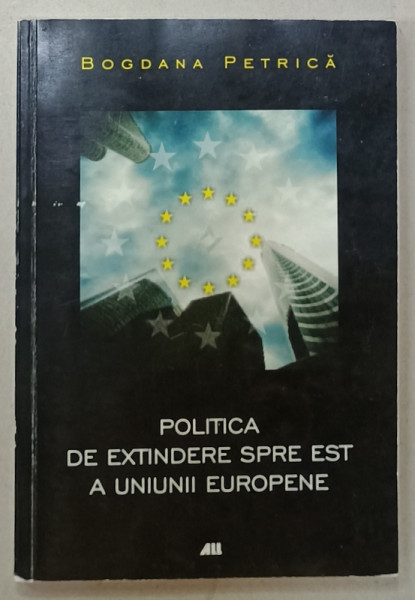 BOGDANA PETRICĂ
POLITICA
DE EXTINDERE SPRE EST
A UNIUNII EUROPENE
ALL